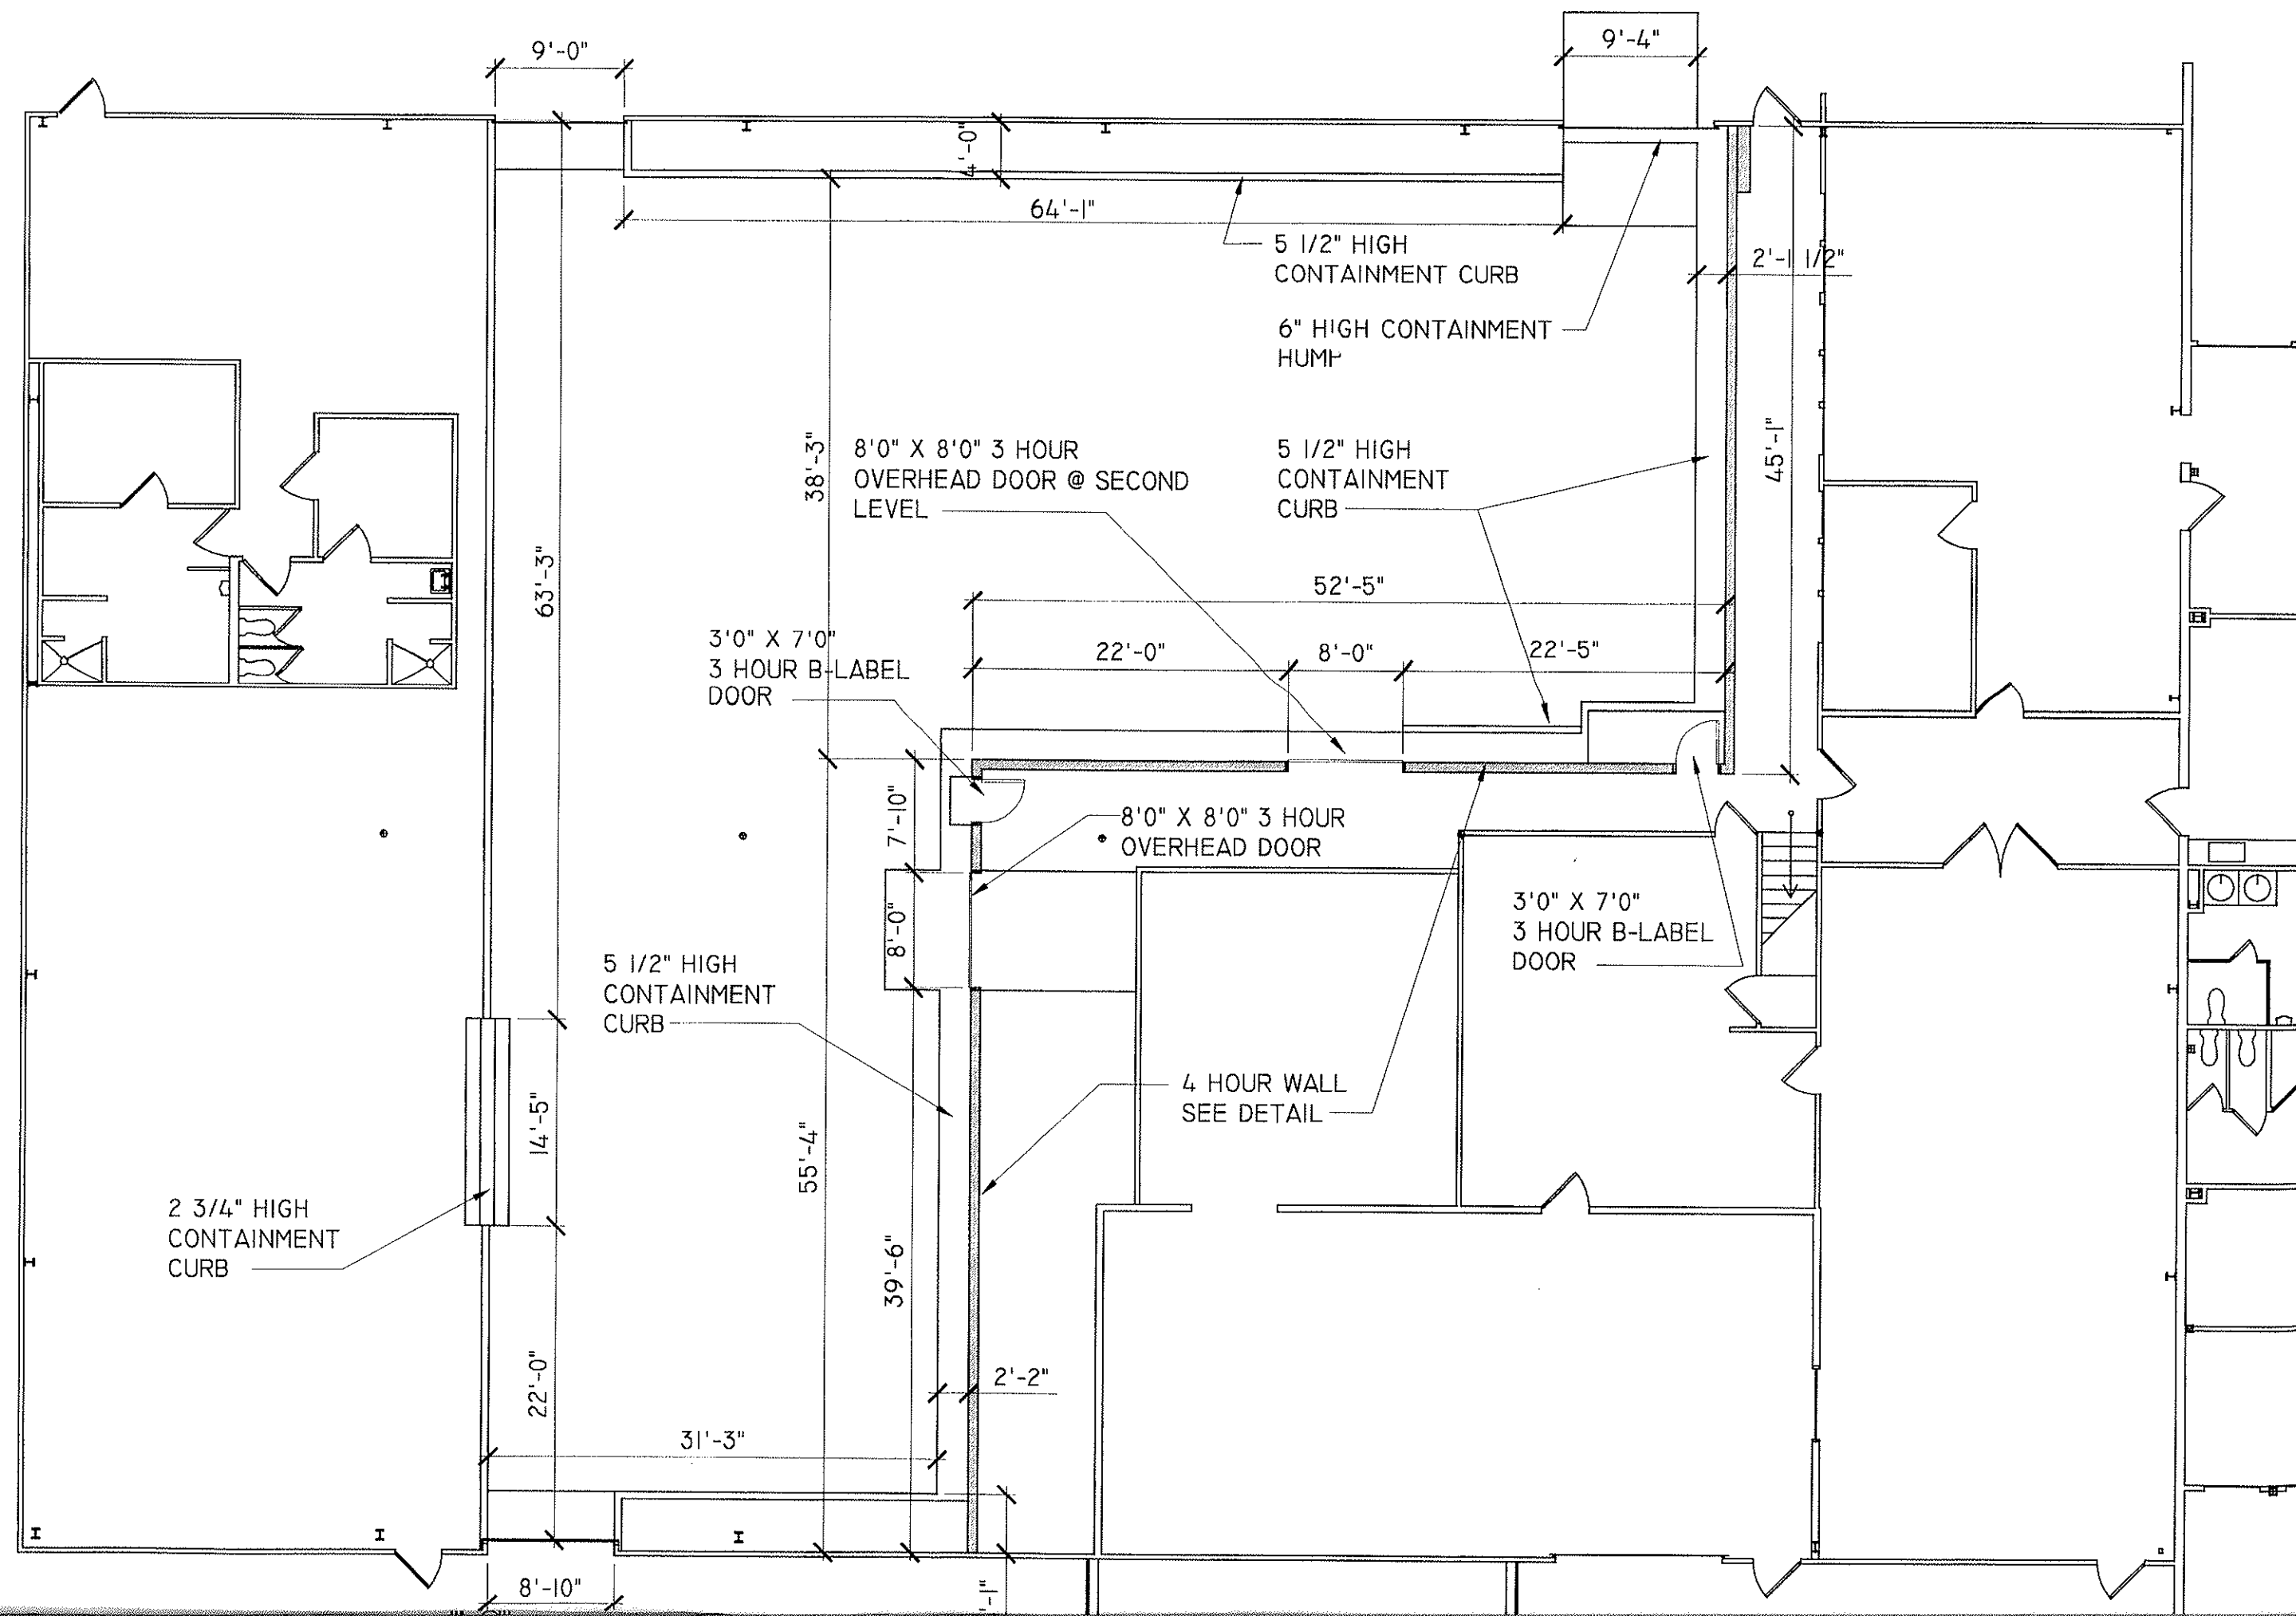 9'-0"
9'-4"
4'-0"
64'-1"
5 1/2" HIGH
CONTAINMENT CURB
2'-1 1/2"
6" HIGH CONTAINMENT
HUMP
38'-3"
8'0" X 8'0" 3 HOUR
OVERHEAD DOOR @ SECOND
LEVEL
5 1/2" HIGH
CONTAINMENT
CURB
45'-1"
63'-3"
52'-5"
3'0" X 7'0"
3 HOUR B-LABEL
DOOR
22'-0"
8'-0"
22'-5"
7'-10"
8'0" X 8'0" 3 HOUR
OVERHEAD DOOR
8'-0"
3'0" X 7'0"
3 HOUR B-LABEL
DOOR
5 1/2" HIGH
CONTAINMENT
CURB
4 HOUR WALL
SEE DETAIL
14'-5"
55'-4"
2 3/4" HIGH
CONTAINMENT
CURB
39'-6"
22'-0"
2'-2"
31'-3"
8'-10"